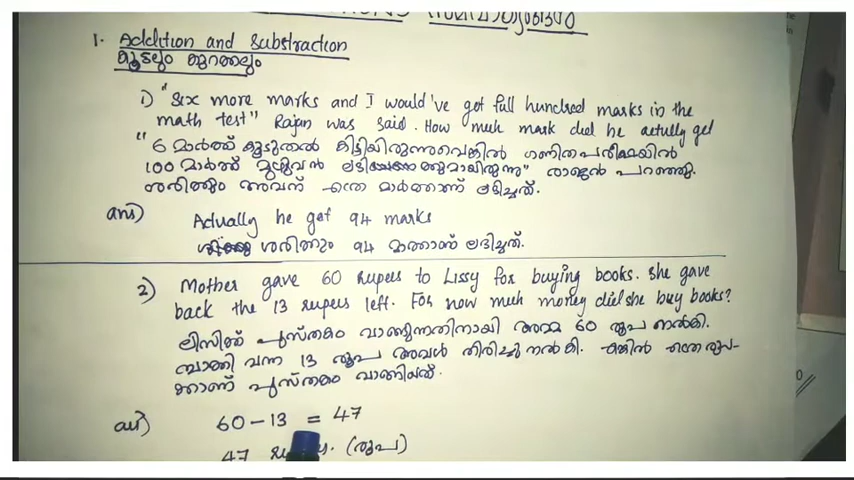 1. Addition and Substraction
കൂട്ടലും കുറക്കലും
i) "Six more marks and I would've got full hundred marks in the
math test" Rajan was said. How much mark did he actully get
"6 മാർക്ക് കൂടുതൽ കിട്ടിയിരുന്നുവെങ്കിൽ ഗണിതപരീക്ഷയിൽ
100 മാർക്ക് മുഴുവൻ രാജൻ പറഞ്ഞു.
ശരിക്കും അവന് എത്ര മാർക്കാണ് ലഭിച്ചത്.
ans) Actually he get 94 marks
ശരിക്കും 94 മാർക്കാണ് ലഭിച്ചത്.
2) Mother gave 60 rupees to Lissy for buying books. She gave
back the 13 rupees left. For how much money did she buy books?
ലിസിക്ക് പുസ്തകം വാങ്ങുന്നതിനായി അമ്മ 60 രൂപ നൽകി.
ബാക്കി വന്ന 13 രൂപ അവൾ തിരിച്ചു നൽകി. എങ്കിൽ എത്ര രൂപ-
ക്കാണ് പുസ്തകം വാങ്ങിയത്.
ans) 60 - 13 = 47
47 (രൂപ)